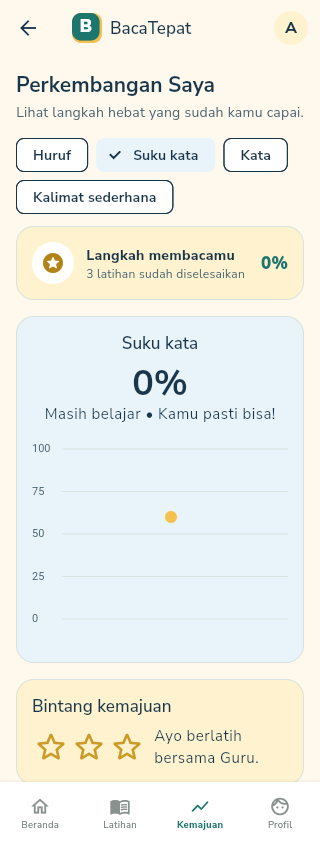 B BacaTepat A
Perkembangan Saya
Lihat langkah hebat yang sudah kamu capai.
Huruf Suku kata Kata
Kalimat sederhana
Langkah membacamu
3 latihan sudah diselesaikan
0%
Suku kata
0%
Masih belajar • Kamu pasti bisa!
100
75
50
25
0
Bintang kemajuan
Ayo berlatih
bersama Guru.
Beranda Latihan Kemajuan Profil